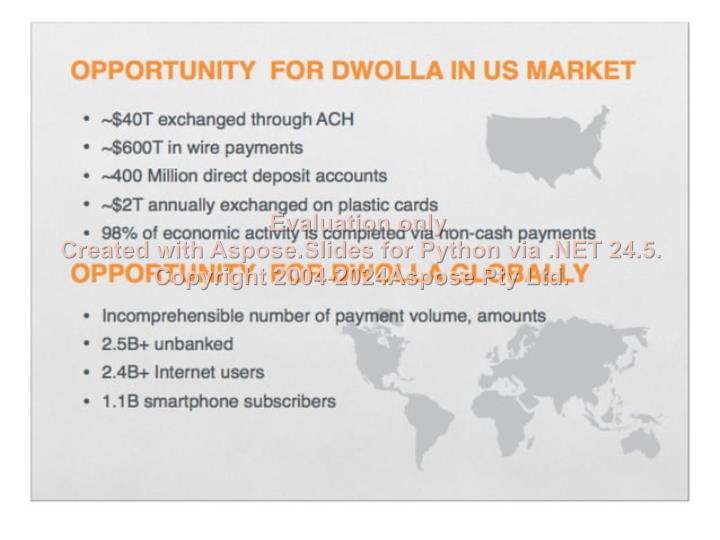 OPPORTUNITY FOR DWOLLA IN US MARKET
• ~$40T exchanged through ACH
• ~$600T in wire payments
• ~400 Million direct deposit accounts
• ~$2T annually exchanged on plastic cards
• 98% of economic activity is completed via non-cash payments
Evaluation only.
Created with Aspose.Slides for Python via .NET 24.5.
Copyright 2004-2024Aspose Pty Ltd.
OPPORTUNITY FOR DWOLLA GLOBALLY
• Incomprehensible number of payment volume, amounts
• 2.5B+ unbanked
• 2.4B+ Internet users
• 1.1B smartphone subscribers